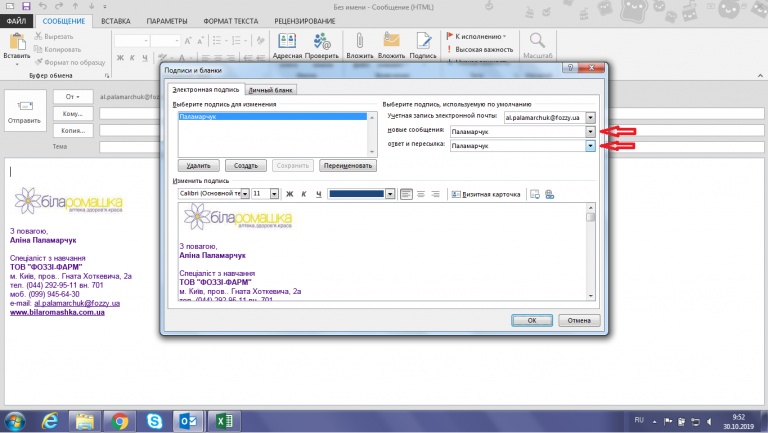 Без имени - Сообщение (HTML)
ФАЙЛ СООБЩЕНИЕ ВСТАВКА ПАРАМЕТРЫ ФОРМАТ ТЕКСТА РЕЦЕНЗИРОВАНИЕ
Вставить
Вырезать
Копировать
Формат по образцу
Буфер обмена
Ж К Ч
Адресная
Проверить
Вложить
Вложить
Подпись
К исполнению
Высокая важность
Низкая важность
Масштаб
Отправить
От
al.palamarchuk@fozzy.ua
Кому...
Копия...
Тема
біларомашка
аптека, здоров'я і краса
З повагою,
Аліна Паламарчук
Спеціаліст з навчання
ТОВ "ФОЗЗІ-ФАРМ"
м. Київ, пров.. Гната Хоткевича, 2а
тел. (044) 292-95-11 вн. 701
моб. (099) 945-64-30
e-mail: al.palamarchuk@fozzy.ua
www.bilaromashka.com.ua
Подписи и бланки
Электронная подпись Личный бланк
Выберите подпись для изменения
Паламарчук
Удалить Создать Сохранить Переименовать
Выберите подпись, используемую по умолчанию
Учетная запись электронной почты: al.palamarchuk@fozzy.ua
новые сообщения: Паламарчук
ответ и пересылка: Паламарчук
Изменить подпись
Calibri (Основной те 11 Ж К Ч Визитная карточка
біларомашка
аптека, здоров'я і краса
З повагою,
Аліна Паламарчук
Спеціаліст з навчання
ТОВ "ФОЗЗІ-ФАРМ"
м. Київ, пров.. Гната Хоткевича, 2а
тел. (044) 292-95-11 вн. 701
ОК Отмена
RU
9:52
30.10.2019